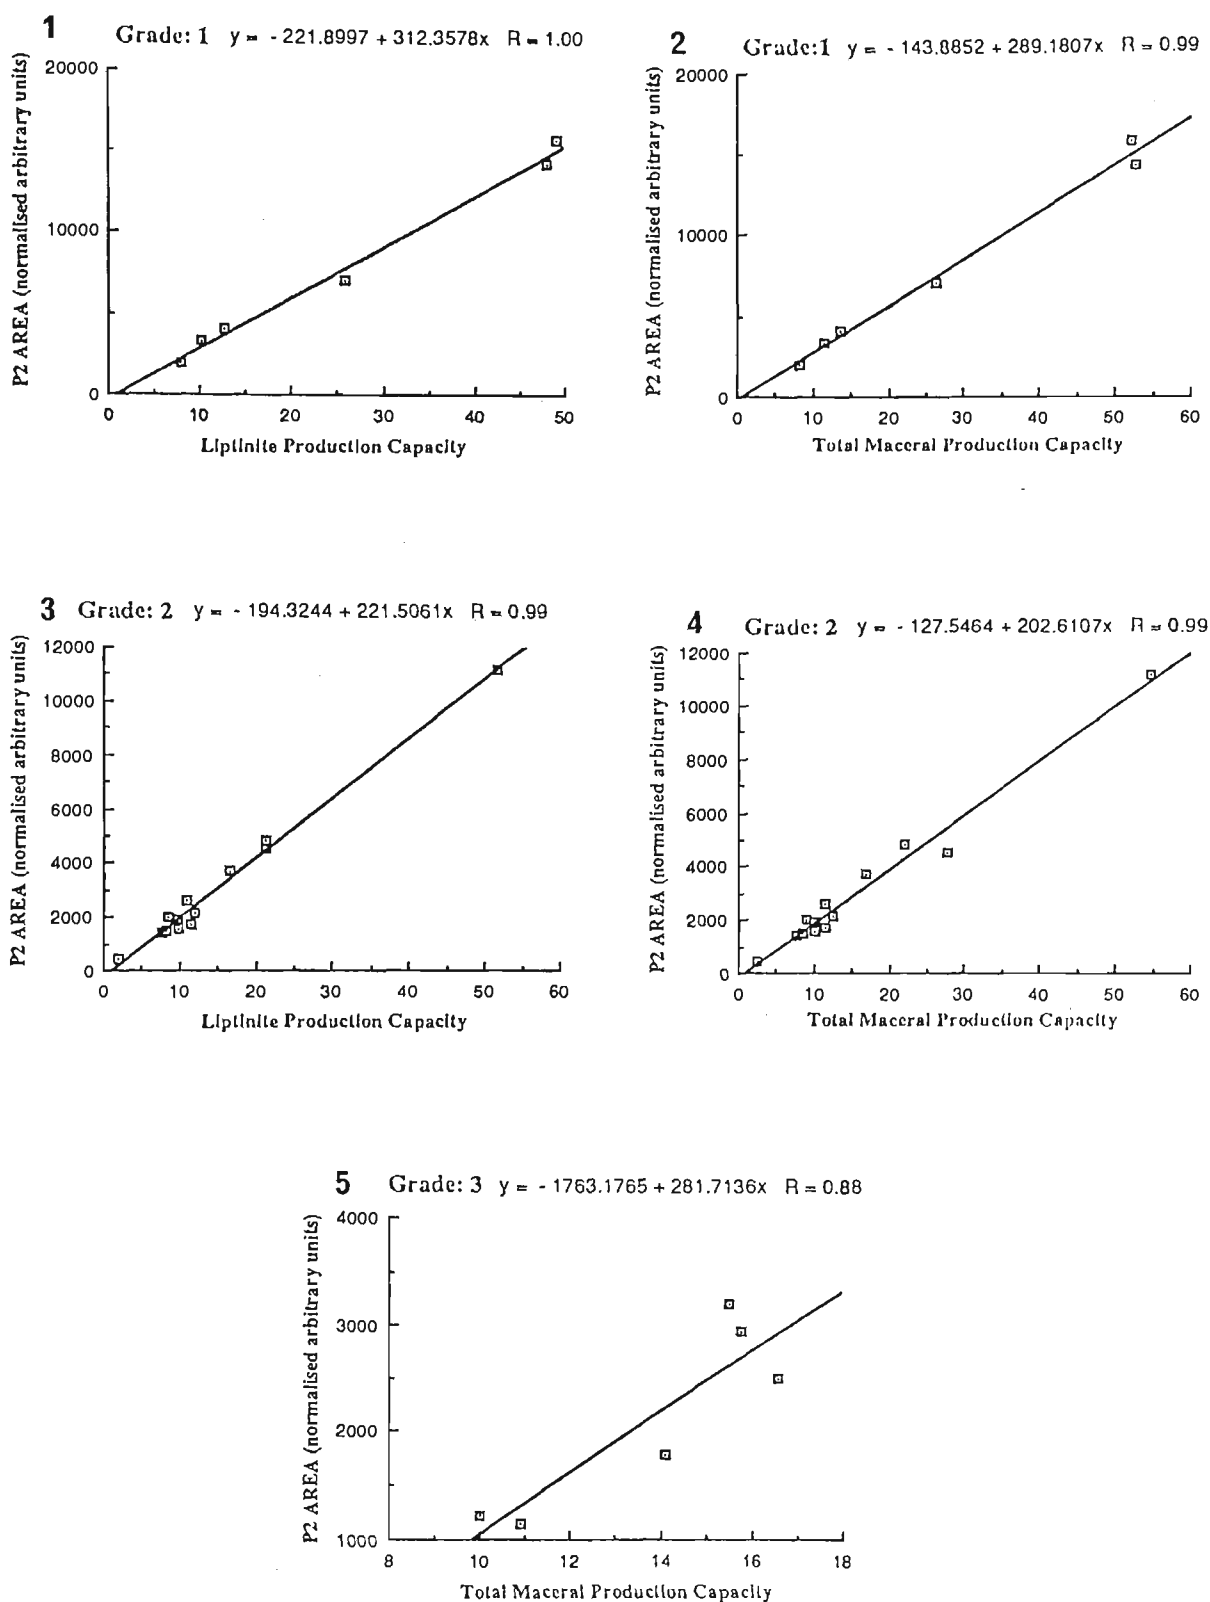 1 Grade: 1 y = - 221.8997 + 312.3578x R = 1.00
P2 AREA (normalised arbitrary units)
20000
10000
0
0 10 20 30 40 50
Liptinite Production Capacity
2 Grade:1 y = - 143.8852 + 289.1807x R = 0.99
P2 AREA (normalised arbitrary units)
20000
10000
0
0 10 20 30 40 50 60
Total Maceral Production Capacity
3 Grade: 2 y = - 194.3244 + 221.5061x R = 0.99
P2 AREA (normalised arbitrary units)
12000
10000
8000
6000
4000
2000
0
0 10 20 30 40 50 60
Liptinite Production Capacity
4 Grade: 2 y = - 127.5464 + 202.6107x R = 0.99
P2 AREA (normalised arbitrary units)
12000
10000
8000
6000
4000
2000
0
0 10 20 30 40 50 60
Total Maceral Production Capacity
5 Grade: 3 y = - 1763.1765 + 281.7136x R = 0.88
P2 AREA (normalised arbitrary units)
4000
3000
2000
1000
8 10 12 14 16 18
Total Maceral Production Capacity